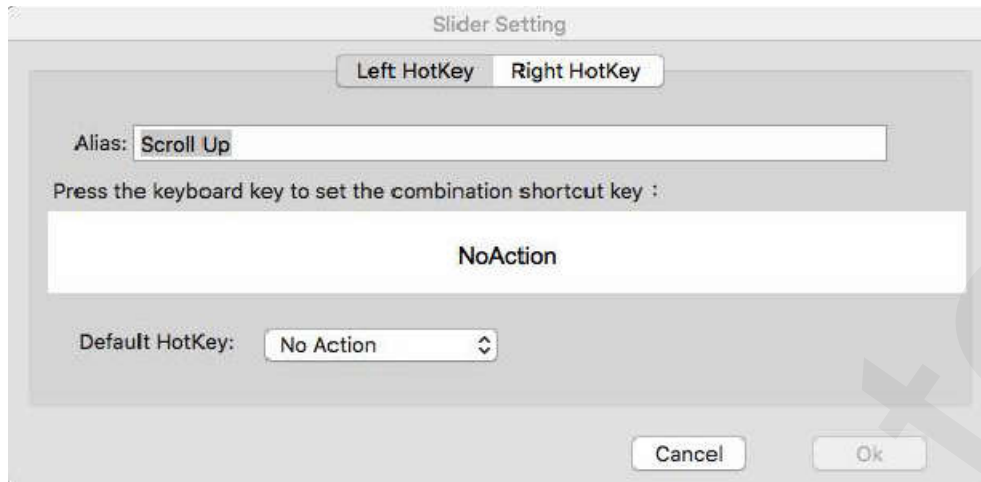 Slider Setting
Left HotKey Right HotKey
Alias: Scroll Up
Press the keyboard key to set the combination shortcut key :
NoAction
Default HotKey: No Action
Cancel Ok